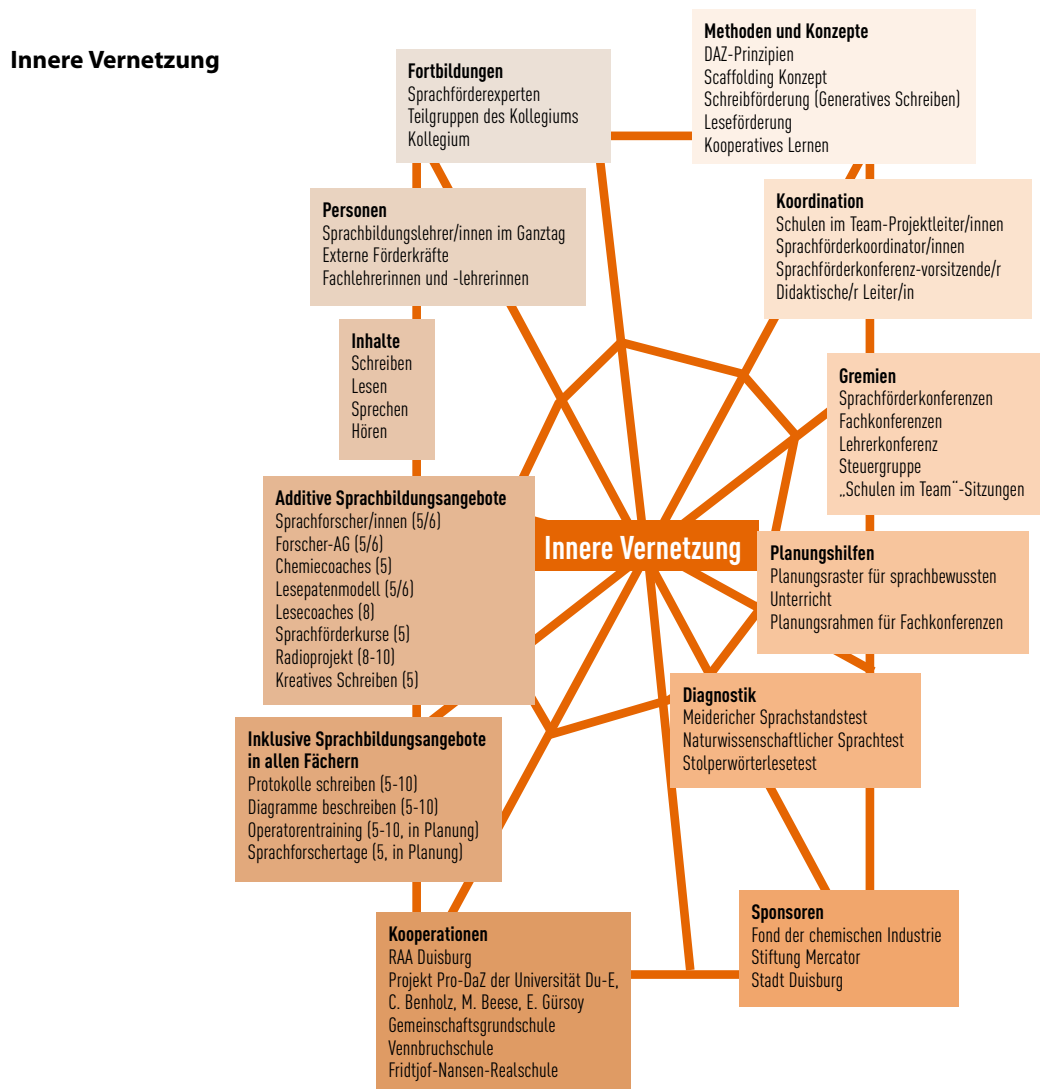 Innere Vernetzung
Methoden und Konzepte
DAZ-Prinzipien
Scaffolding Konzept
Schreibförderung (Generatives Schreiben)
Leseförderung
Kooperatives Lernen
Fortbildungen
Sprachförderexperten
Teilgruppen des Kollegiums
Kollegium
Personen
Sprachbildungslehrer/innen im Ganztag
Externe Förderkräfte
Fachlehrerinnen und -lehrerinnen
Koordination
Schulen im Team-Projektleiter/innen
Sprachförderkoordinator/innen
Sprachförderkonferenz-vorsitzende/r
Didaktische/r Leiter/in
Inhalte
Schreiben
Lesen
Sprechen
Hören
Gremien
Sprachförderkonferenzen
Fachkonferenzen
Lehrerkonferenz
Steuergruppe
„Schulen im Team"-Sitzungen
Additive Sprachbildungsangebote
Sprachforscher/innen (5/6)
Forscher-AG (5/6)
Chemiecoaches (5)
Lesepatenmodell (5/6)
Lesecoaches (8)
Sprachförderkurse (5)
Radioprojekt (8-10)
Kreatives Schreiben (5)
Innere Vernetzung
Planungshilfen
Planungsraster für sprachbewussten
Unterricht
Planungsrahmen für Fachkonferenzen
Diagnostik
Meidericher Sprachstandstest
Naturwissenschaftlicher Sprachtest
Stolperwörterlesetest
Inklusive Sprachbildungsangebote
in allen Fächern
Protokolle schreiben (5-10)
Diagramme beschreiben (5-10)
Operatorentraining (5-10, in Planung)
Sprachforschertage (5, in Planung)
Kooperationen
RAA Duisburg
Projekt Pro-DaZ der Universität Du-E,
C. Benholz, M. Beese, E. Gürsoy
Gemeinschaftsgrundschule
Vennbruchschule
Fridtjof-Nansen-Realschule
Sponsoren
Fond der chemischen Industrie
Stiftung Mercator
Stadt Duisburg